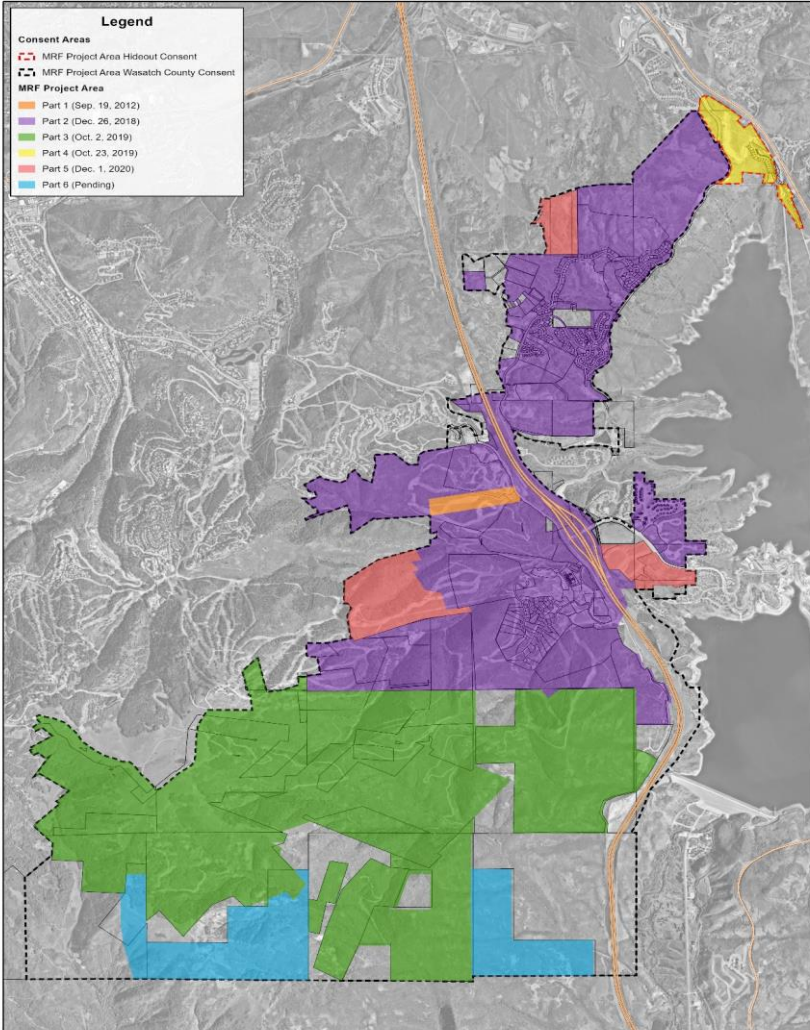 Legend
Consent Areas
MRF Project Area Hideout Consent
MRF Project Area Wasatch County Consent
MRF Project Area
Part 1 (Sep. 19, 2012)
Part 2 (Dec. 26, 2018)
Part 3 (Oct. 2, 2019)
Part 4 (Oct. 23, 2019)
Part 5 (Dec. 1, 2020)
Part 6 (Pending)